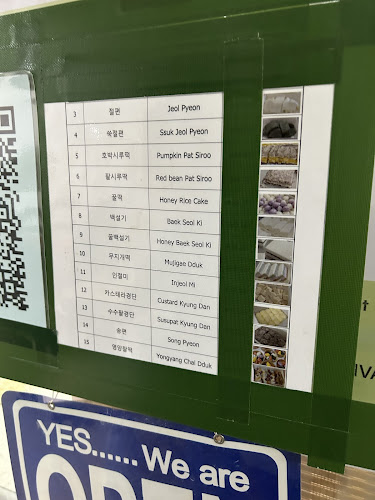 3 절편 Jeol Pyeon
4 쑥절편 Ssuk Jeol Pyeon
5 호박시루떡 Pumpkin Pat Siroo
6 팥시루떡 Red bean Pat Siroo
7 꿀떡 Honey Rice Cake
8 백설기 Baek Seol Ki
9 꿀백설기 Honey Baek Seol Ki
10 무지개떡 Mujigae Dduk
11 인절미 Injeol Mi
12 카스테라경단 Custard Kyung Dan
13 수수팥경단 Susupat Kyung Dan
14 송편 Song Pyeon
15 영양찰떡 Yongyang Chal Dduk
YES...... We are
OPEN